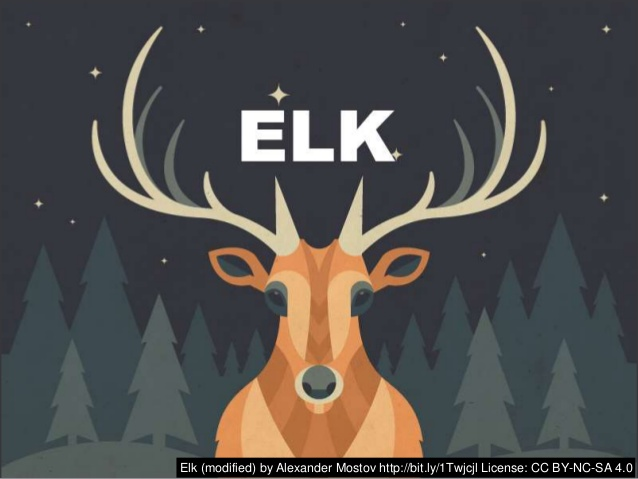 ELK
Elk (modified) by Alexander Mostov http://bit.ly/1Twjcjl License: CC BY-NC-SA 4.0